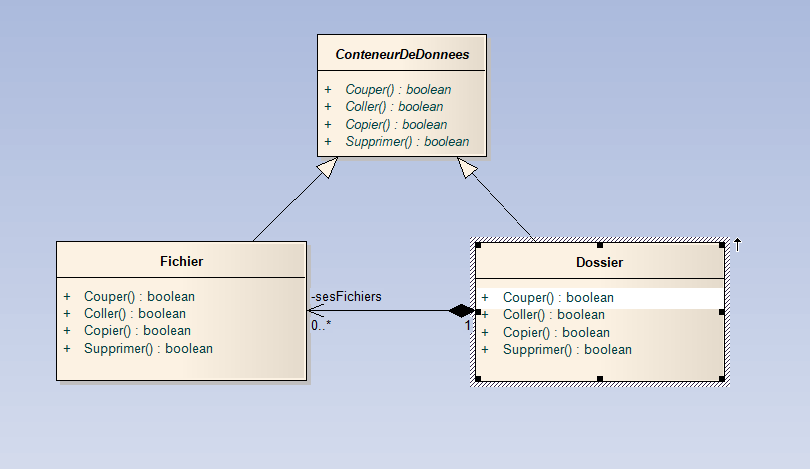 ConteneurDeDonnees
+ Couper() : boolean
+ Coller() : boolean
+ Copier() : boolean
+ Supprimer() : boolean
Fichier
+ Couper() : boolean
+ Coller() : boolean
+ Copier() : boolean
+ Supprimer() : boolean
-sesFichiers
0..*
1
Dossier
+ Couper() : boolean
+ Coller() : boolean
+ Copier() : boolean
+ Supprimer() : boolean